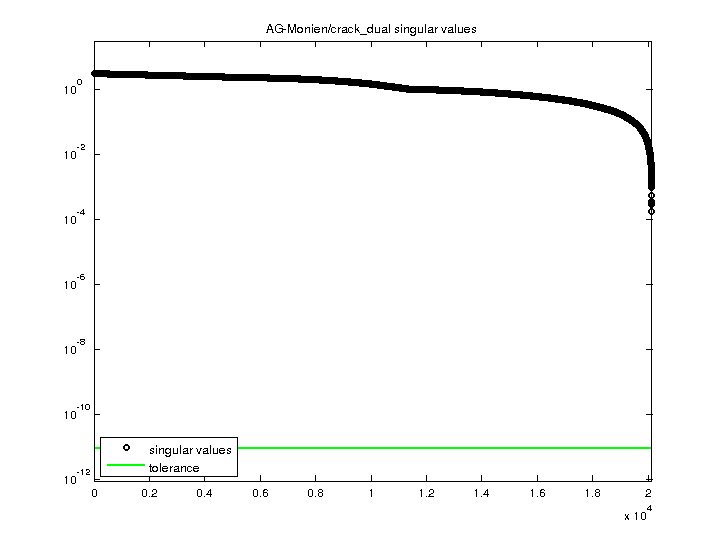 AG-Monien/crack_dual singular values
10^0
10^-2
10^-4
10^-6
10^-8
10^-10
10^-12
singular values
tolerance
0 0.2 0.4 0.6 0.8 1 1.2 1.4 1.6 1.8 2
x 10^4